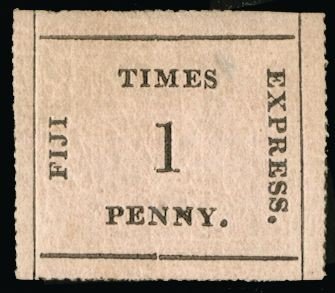 FIJI
TIMES
1
PENNY.
EXPRESS.